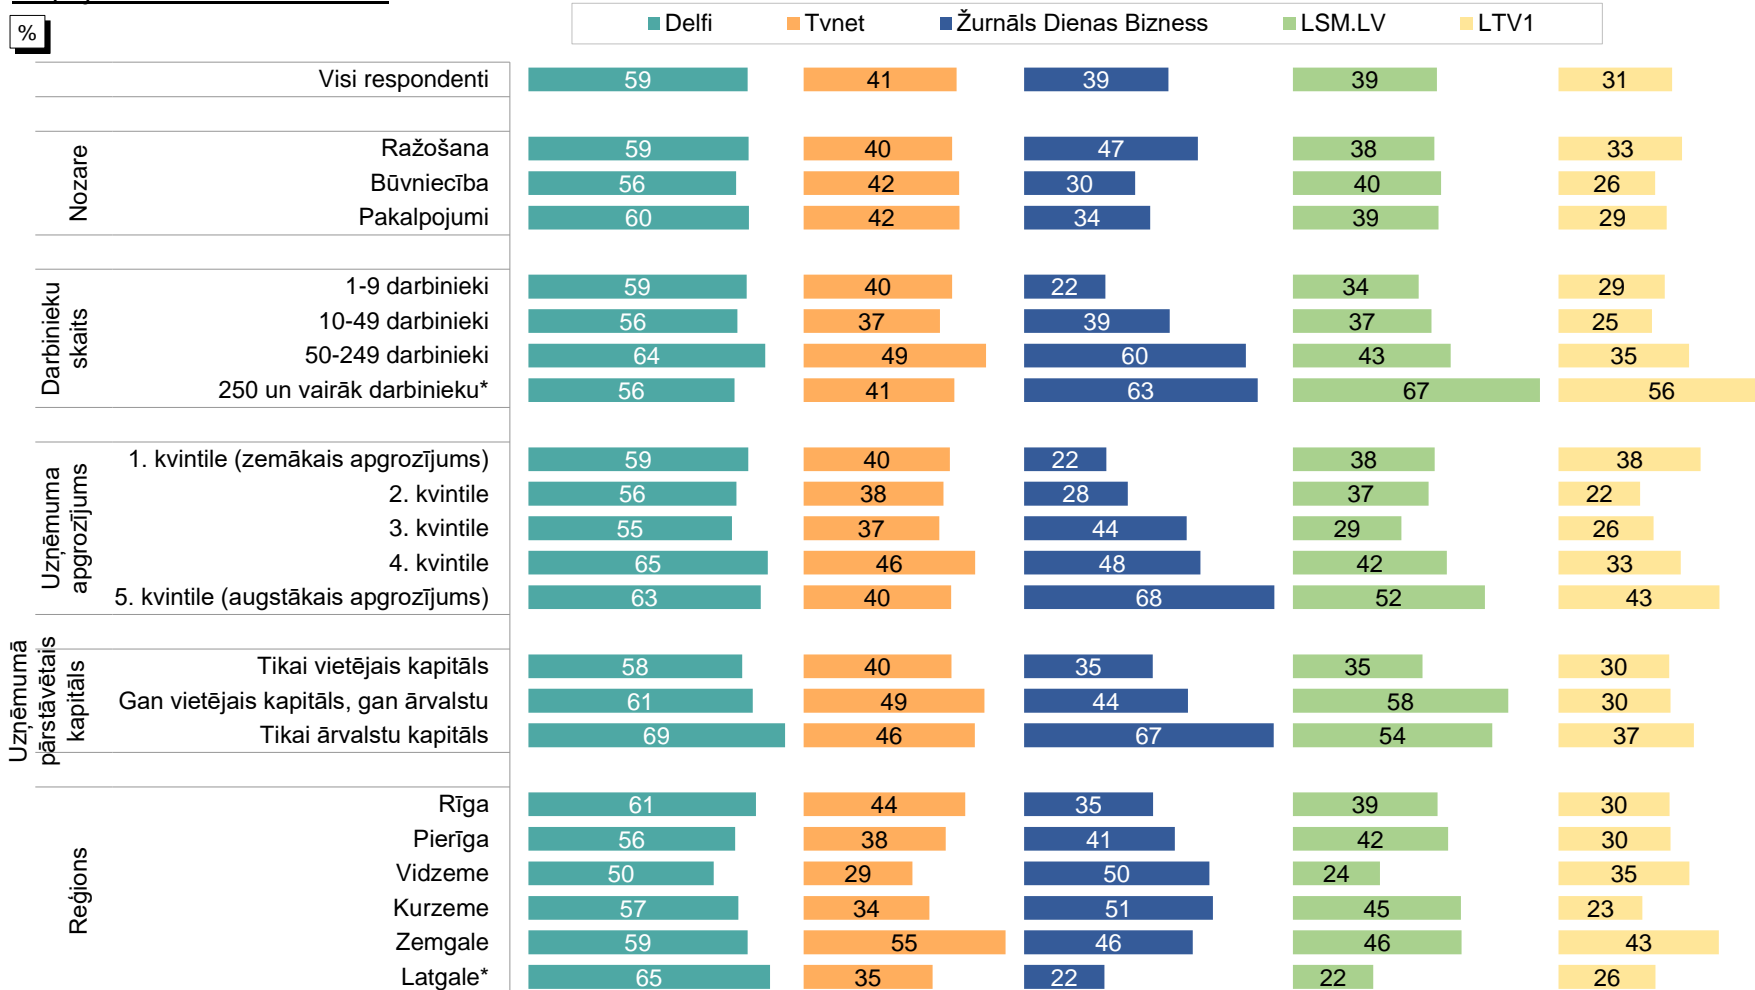 %
Delfi Tvnet Žurnāls Dienas Bizness LSM.LV LTV1
Visi respondenti 59 41 39 39 31
Nozare
Ražošana 59 40 47 38 33
Būvniecība 56 42 30 40 26
Pakalpojumi 60 42 34 39 29
Darbinieku
skaits
1-9 darbinieki 59 40 22 34 29
10-49 darbinieki 56 37 39 37 25
50-249 darbinieki 64 49 60 43 35
250 un vairāk darbinieku* 56 41 63 67 56
Uzņēmuma
apgrozījums
1. kvintile (zemākais apgrozījums) 59 40 22 38 38
2. kvintile 56 38 28 37 22
3. kvintile 55 37 44 29 26
4. kvintile 65 46 48 42 33
5. kvintile (augstākais apgrozījums) 63 40 68 52 43
Uzņēmumā
pārstāvētais
kapitāls
Tikai vietējais kapitāls 58 40 35 35 30
Gan vietējais kapitāls, gan ārvalstu 61 49 44 58 30
Tikai ārvalstu kapitāls 69 46 67 54 37
Reģions
Rīga 61 44 35 39 30
Pierīga 56 38 41 42 30
Vidzeme 50 29 50 24 35
Kurzeme 57 34 51 45 23
Zemgale 59 55 46 46 43
Latgale* 65 35 22 22 26